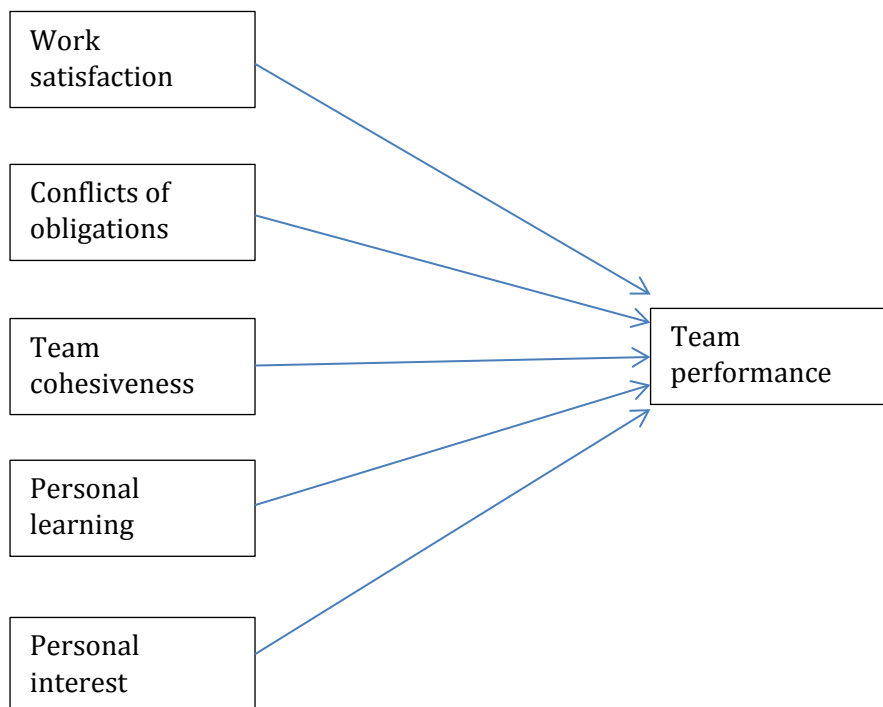 Work
satisfaction
Conflicts of
obligations
Team
cohesiveness
Personal
learning
Personal
interest
Team
performance